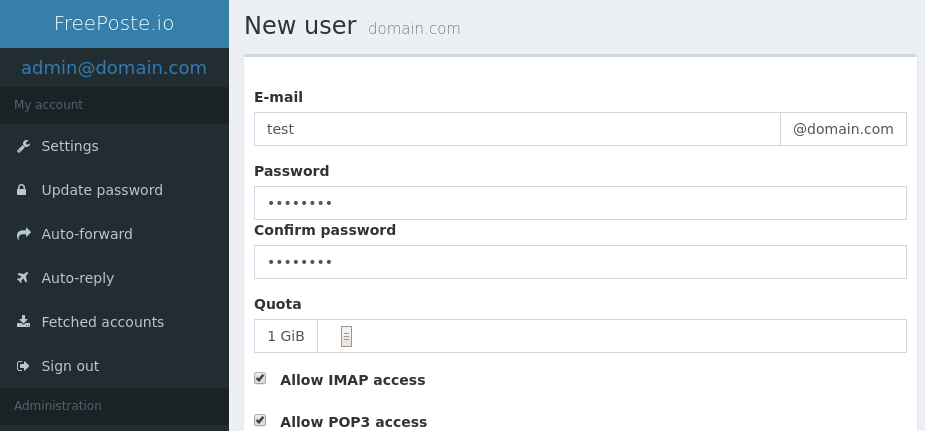 FreePoste.io
admin@domain.com
My account
Settings
Update password
Auto-forward
Auto-reply
Fetched accounts
Sign out
Administration
New user domain.com
E-mail
test @domain.com
Password
••••••••
Confirm password
••••••••
Quota
1 GiB
Allow IMAP access
Allow POP3 access